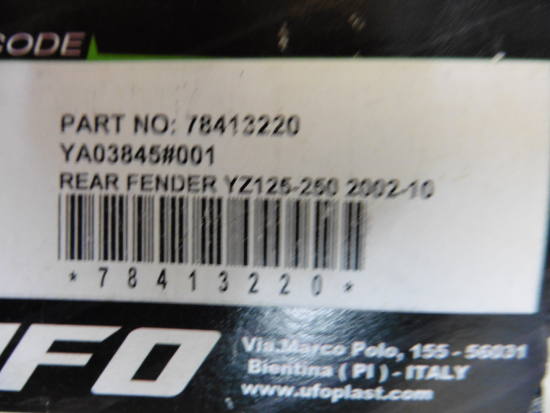 CODE
PART NO: 78413220
YA03845#001
REAR FENDER YZ125-250 2002-10
*78413220*
UFO
Via Marco Polo, 155 - 56031
Bientina ( PI ) - ITALY
www.ufoplast.com